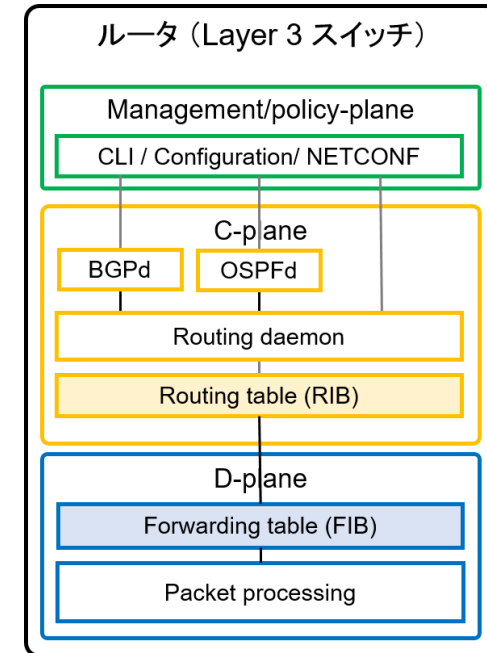 ルータ（Layer 3 スイッチ）
Management/policy-plane
CLI / Configuration/ NETCONF
C-plane
BGPd
OSPFd
Routing daemon
Routing table (RIB)
D-plane
Forwarding table (FIB)
Packet processing